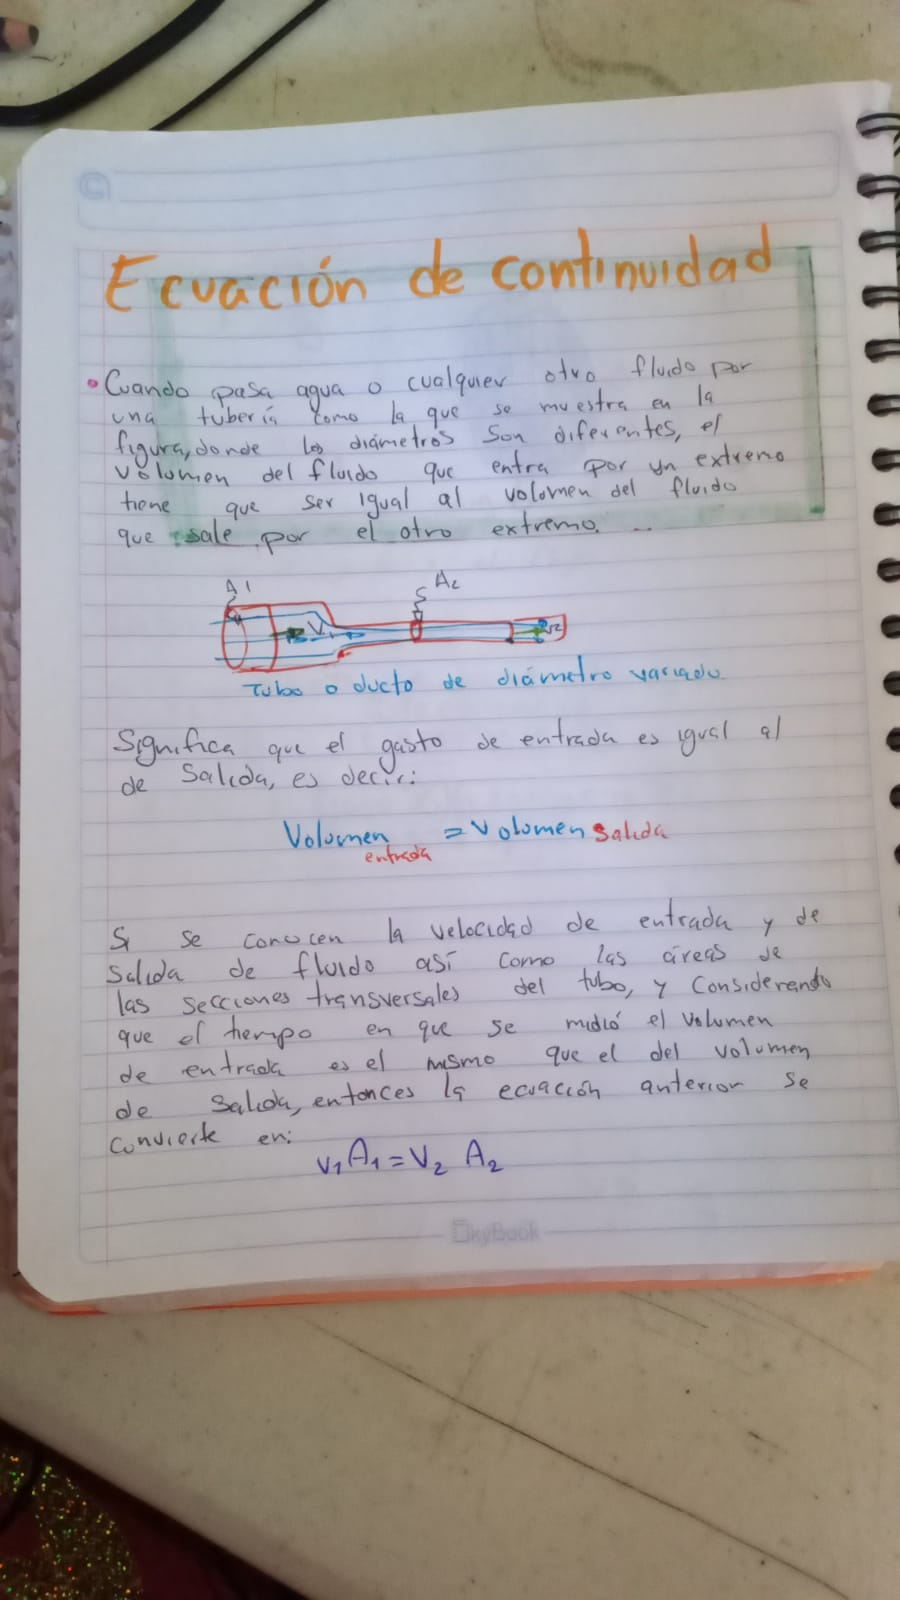 Ecuación de continuidad
• Cuando pasa agua o cualquier otro fluido por
una tubería como la que se muestra en la
figura, donde los diámetros son diferentes, el
volumen del fluido que entra por un extremo
tiene que ser igual al volumen del fluido
que sale por el otro extremo.
A1
A2
V1
V2
Tubo o ducto de diámetro variado
Significa que el gasto de entrada es igual al
de Salida, es decir:
Volumen entrada = Volumen Salida
Si se conocen la velocidad de entrada y de
Salida de fluido así como las áreas de
las secciones transversales del tubo, y Considerando
que el tiempo en que se midió el volumen
de entrada es el mismo que el del volumen
de Salida, entonces la ecuación anterior se
convierte en:
V₁A₁ = V₂ A₂
SkyBook